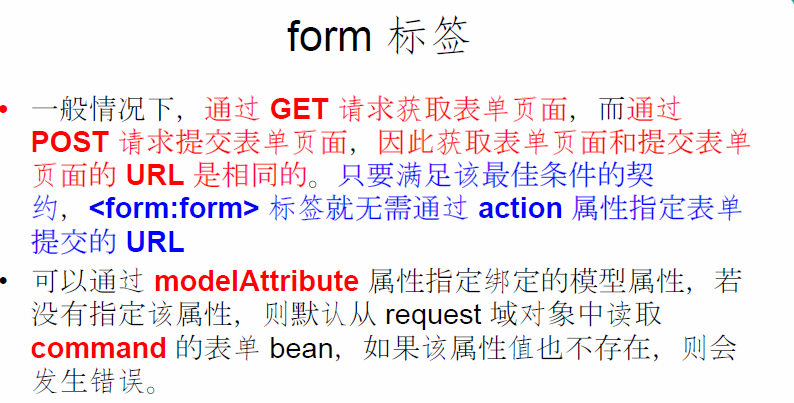 form 标签
• 一般情况下，通过 GET 请求获取表单页面，而通过
POST 请求提交表单页面，因此获取表单页面和提交表单
页面的 URL 是相同的。只要满足该最佳条件的契
约，<form:form> 标签就无需通过 action 属性指定表单
提交的 URL
• 可以通过 modelAttribute 属性指定绑定的模型属性，若
没有指定该属性，则默认从 request 域对象中读取
command 的表单 bean，如果该属性值也不存在，则会
发生错误。